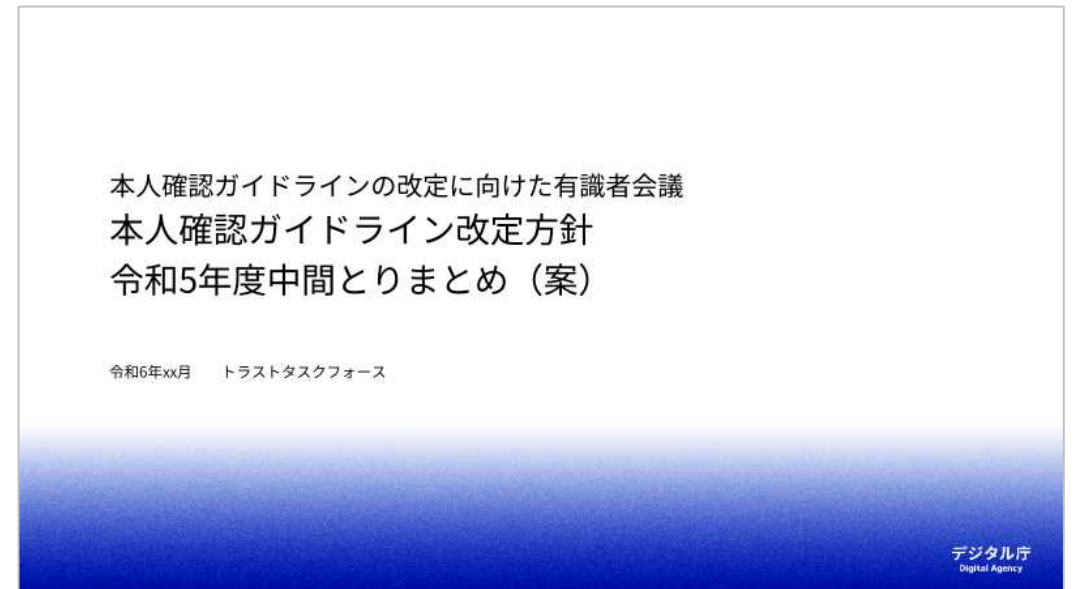 本人確認ガイドラインの改定に向けた有識者会議
本人確認ガイドライン改定方針
令和5年度中間とりまとめ（案）
令和6年xx月　　トラストタスクフォース
デジタル庁
Digital Agency